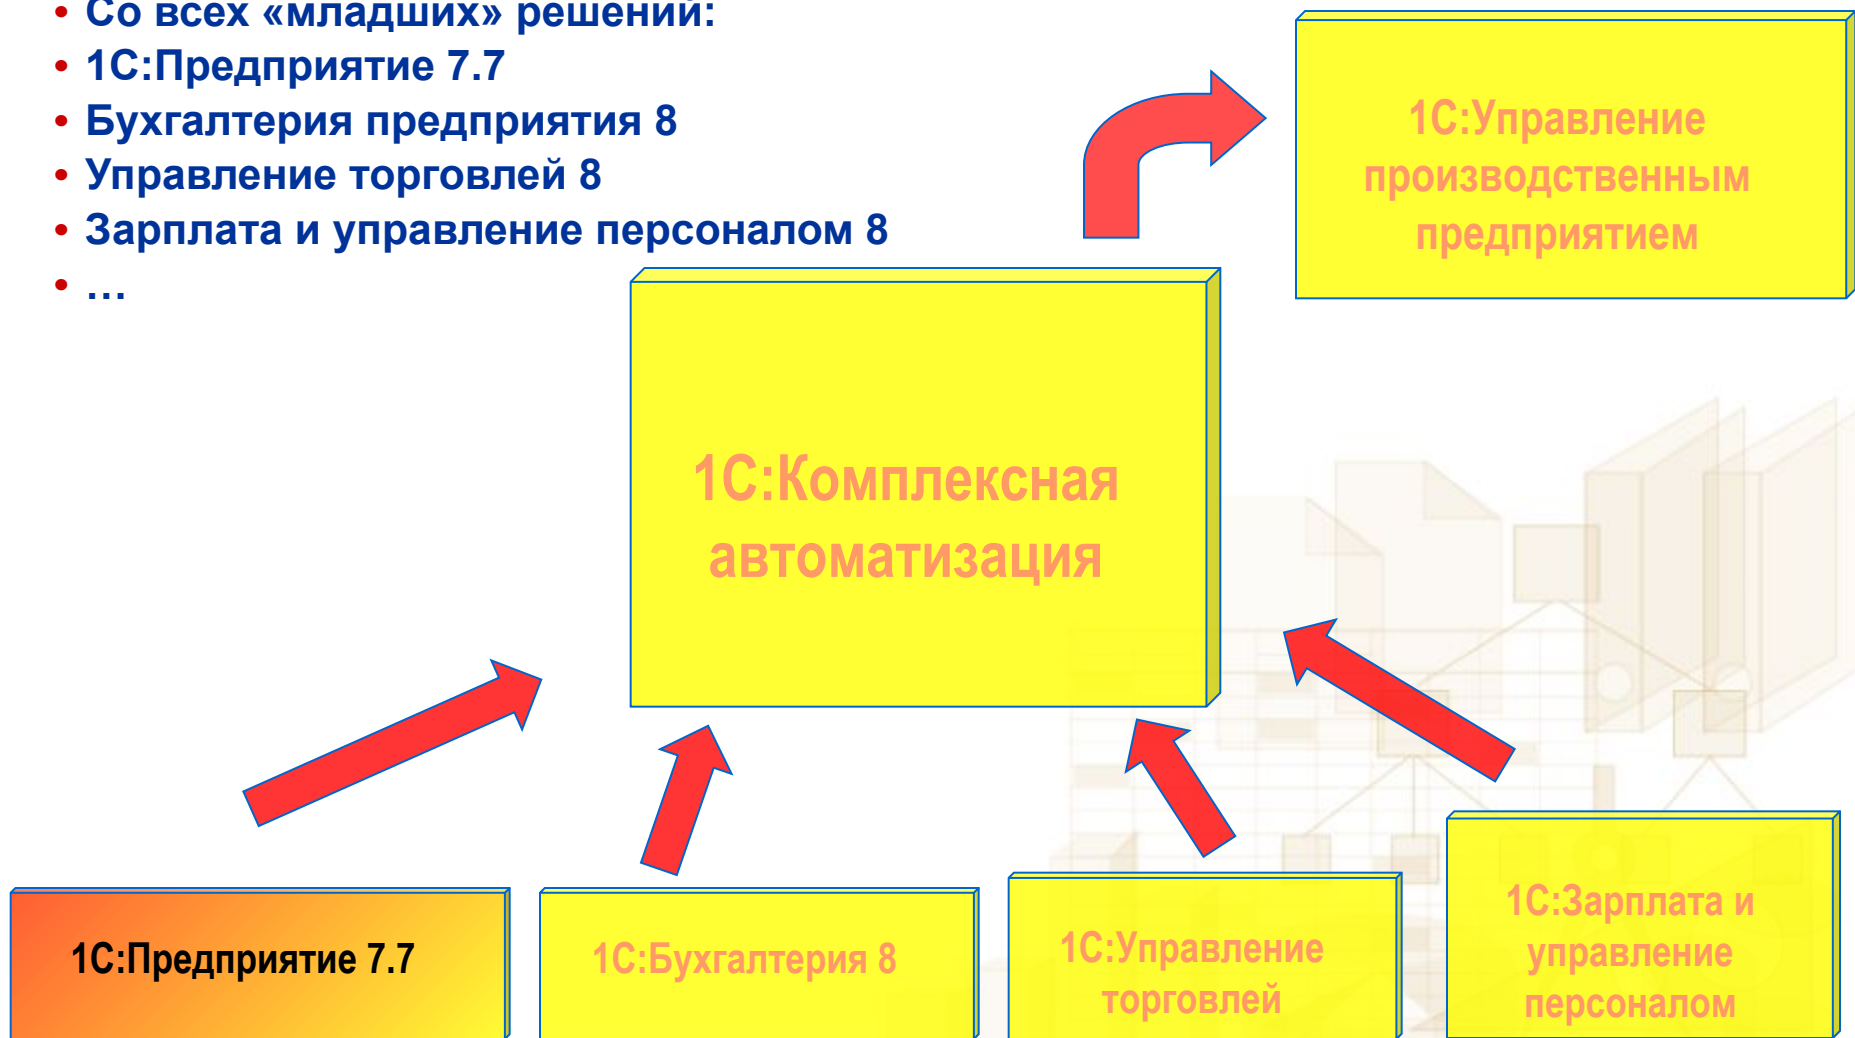 • Со всех «младших» решений:
• 1С:Предприятие 7.7
• Бухгалтерия предприятия 8
• Управление торговлей 8
• Зарплата и управление персоналом 8
• …
1С:Управление
производственным
предприятием
1С:Комплексная
автоматизация
1С:Предприятие 7.7
1С:Бухгалтерия 8
1С:Управление
торговлей
1С:Зарплата и
управление
персоналом